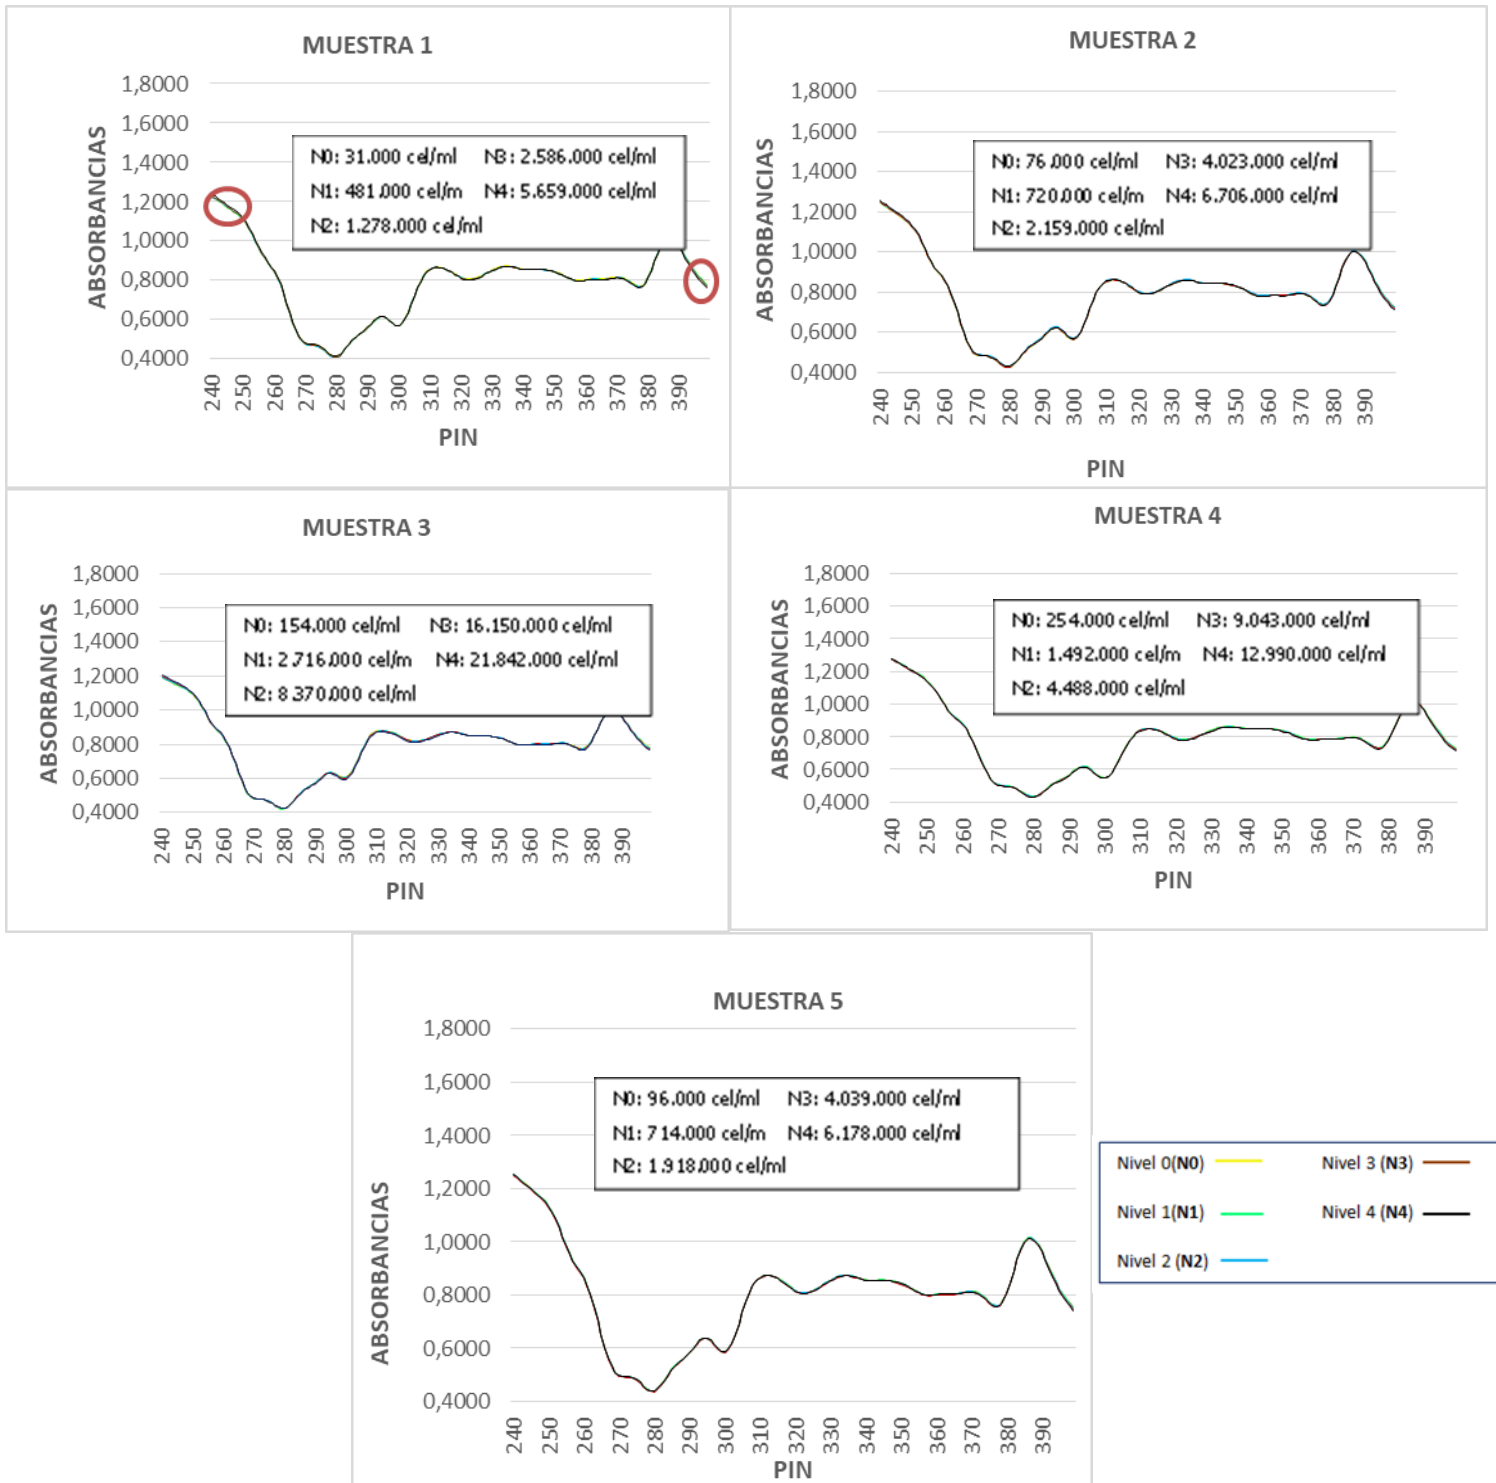 MUESTRA 1
ABSORBANCIAS
1,8000
1,6000
1,4000
1,2000
1,0000
0,8000
0,6000
0,4000
N0: 31.000 cel/ml N3: 2.586.000 cel/ml
N1: 481.000 cel/m N4: 5.659.000 cel/ml
N2: 1.278.000 cel/ml
240 250 260 270 280 290 300 310 320 330 340 350 360 370 380 390
PIN
MUESTRA 2
ABSORBANCIAS
1,8000
1,6000
1,4000
1,2000
1,0000
0,8000
0,6000
0,4000
N0: 76.000 cel/ml N3: 4.023.000 cel/ml
N1: 720.000 cel/m N4: 6.706.000 cel/ml
N2: 2.159.000 cel/ml
240 250 260 270 280 290 300 310 320 330 340 350 360 370 380 390
PIN
MUESTRA 3
ABSORBANCIAS
1,8000
1,6000
1,4000
1,2000
1,0000
0,8000
0,6000
0,4000
N0: 154.000 cel/ml N3: 16.150.000 cel/ml
N1: 2.716.000 cel/m N4: 21.842.000 cel/ml
N2: 8.370.000 cel/ml
240 250 260 270 280 290 300 310 320 330 340 350 360 370 380 390
PIN
MUESTRA 4
ABSORBANCIAS
1,8000
1,6000
1,4000
1,2000
1,0000
0,8000
0,6000
0,4000
N0: 254.000 cel/ml N3: 9.043.000 cel/ml
N1: 1.492.000 cel/m N4: 12.990.000 cel/ml
N2: 4.488.000 cel/ml
240 250 260 270 280 290 300 310 320 330 340 350 360 370 380 390
PIN
MUESTRA 5
ABSORBANCIAS
1,8000
1,6000
1,4000
1,2000
1,0000
0,8000
0,6000
0,4000
N0: 96.000 cel/ml N3: 4.039.000 cel/ml
N1: 714.000 cel/m N4: 6.178.000 cel/ml
N2: 1.918.000 cel/ml
240 250 260 270 280 290 300 310 320 330 340 350 360 370 380 390
PIN
Nivel 0(N0) Nivel 3 (N3)
Nivel 1(N1) Nivel 4 (N4)
Nivel 2 (N2)